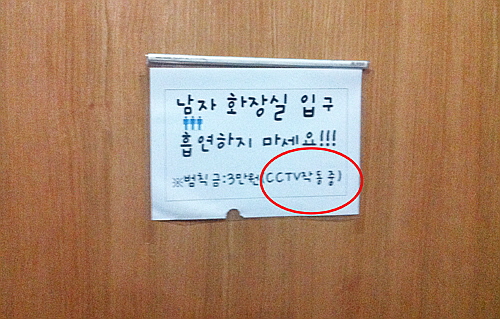 남자 화장실 입구
흡연하지 마세요!!!
※범칙금:3만원(CCTV작동중)